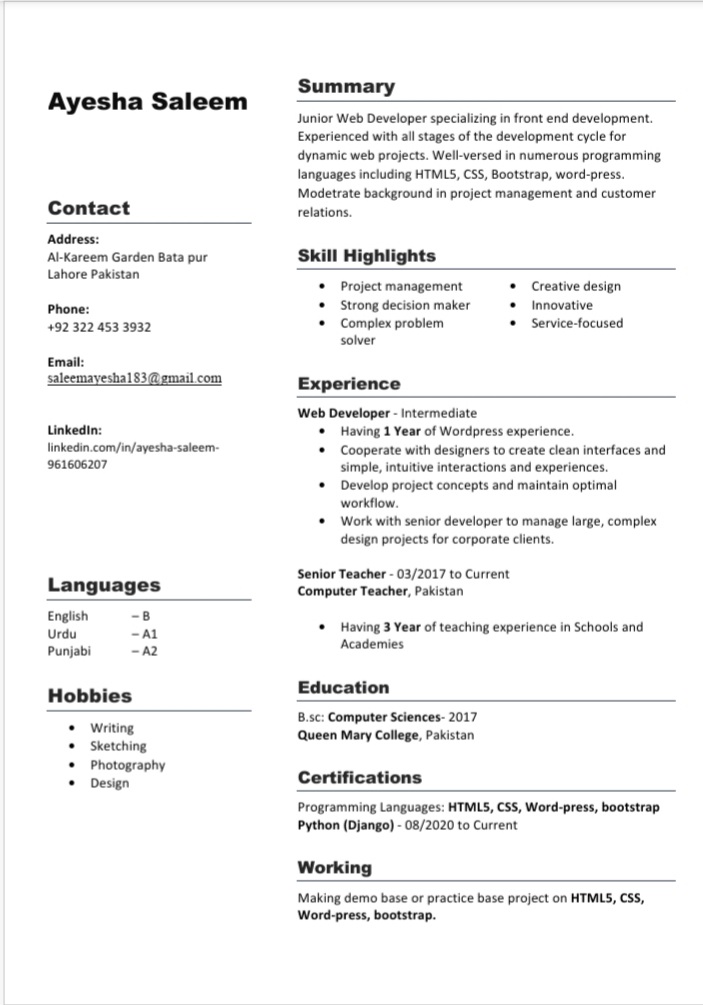 Ayesha Saleem
Contact
Address:
Al-Kareem Garden Bata pur
Lahore Pakistan
Phone:
+92 322 453 3932
Email:
saleemayesha183@gmail.com
LinkedIn:
linkedin.com/in/ayesha-saleem-
961606207
Languages
English – B
Urdu – A1
Punjabi – A2
Hobbies
• Writing
• Sketching
• Photography
• Design
Summary
Junior Web Developer specializing in front end development.
Experienced with all stages of the development cycle for
dynamic web projects. Well-versed in numerous programming
languages including HTML5, CSS, Bootstrap, word-press.
Modetrate background in project management and customer
relations.
Skill Highlights
• Project management
• Strong decision maker
• Complex problem
solver
• Creative design
• Innovative
• Service-focused
Experience
Web Developer - Intermediate
• Having 1 Year of Wordpress experience.
• Cooperate with designers to create clean interfaces and
simple, intuitive interactions and experiences.
• Develop project concepts and maintain optimal
workflow.
• Work with senior developer to manage large, complex
design projects for corporate clients.
Senior Teacher - 03/2017 to Current
Computer Teacher, Pakistan
• Having 3 Year of teaching experience in Schools and
Academies
Education
B.sc: Computer Sciences- 2017
Queen Mary College, Pakistan
Certifications
Programming Languages: HTML5, CSS, Word-press, bootstrap
Python (Django) - 08/2020 to Current
Working
Making demo base or practice base project on HTML5, CSS,
Word-press, bootstrap.